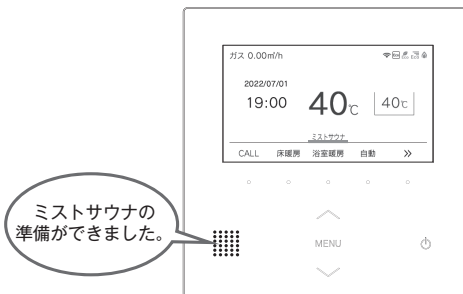 ガス 0.00㎥/h
2022/07/01
19:00
40℃
40℃
ミストサウナ
CALL 床暖房 浴室暖房 自動 »
MENU
ミストサウナの
準備ができました。